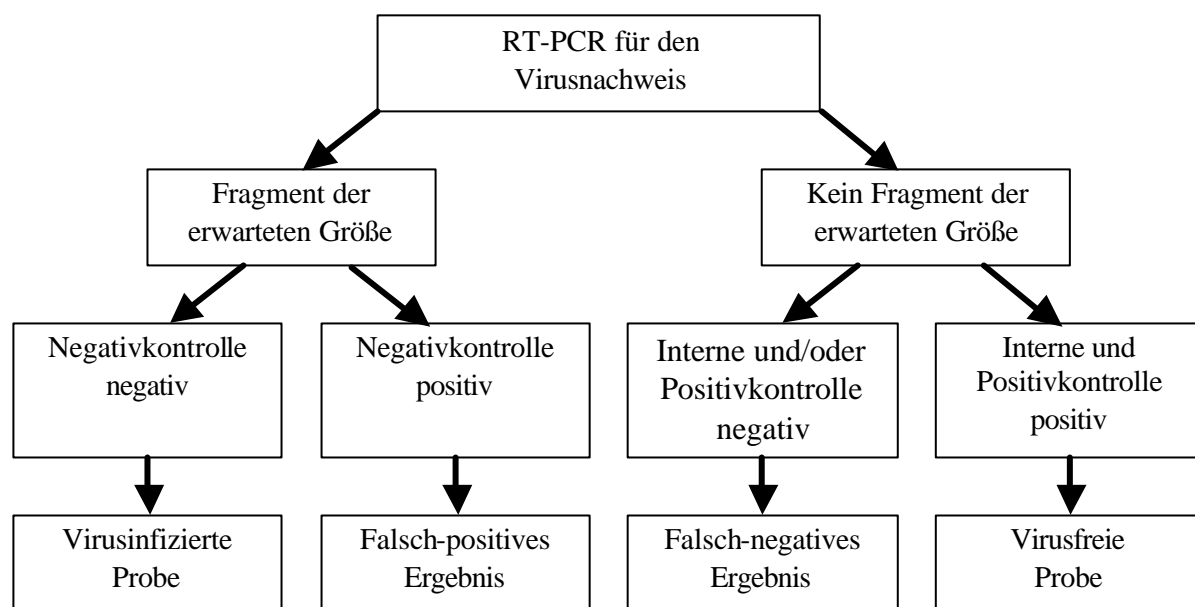 RT-PCR für den
Virusnachweis
Fragment der
erwarteten Größe
Kein Fragment der
erwarteten Größe
Negativkontrolle
negativ
Negativkontrolle
positiv
Interne und/oder
Positivkontrolle
negativ
Interne und
Positivkontrolle
positiv
Virusinfizierte
Probe
Falsch-positives
Ergebnis
Falsch-negatives
Ergebnis
Virusfreie
Probe